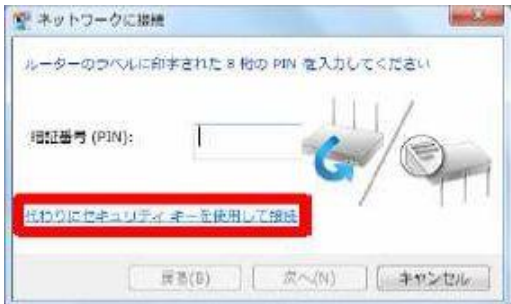 ネットワークに接続
ルーターのラベルに印字された 8 桁の PIN を入力してください
暗証番号 (PIN):
代わりにセキュリティ キーを使用して接続
戻る(B)
次へ(N)
キャンセル